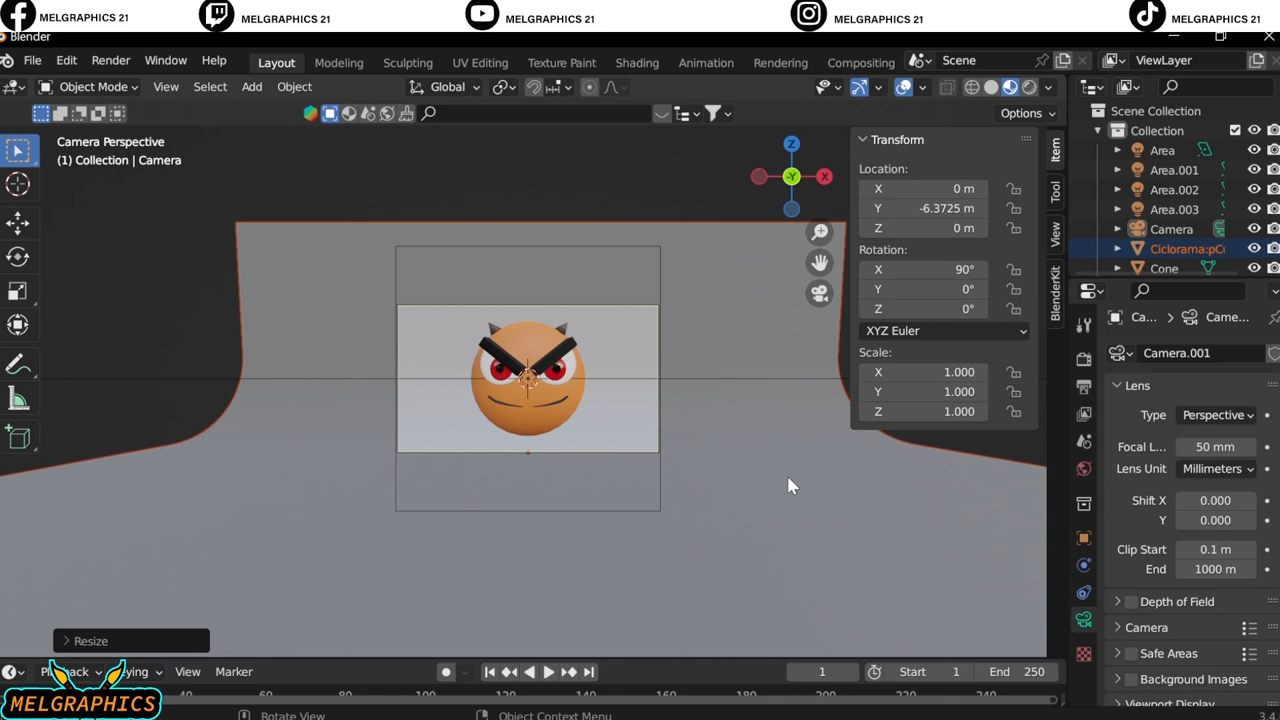 MELGRAPHICS 21
MELGRAPHICS 21
MELGRAPHICS 21
MELGRAPHICS 21
MELGRAPHICS 21
Blender
File Edit Render Window Help
Layout Modeling Sculpting UV Editing Texture Paint Shading Animation Rendering Compositing
Scene
ViewLayer
Object Mode View Select Add Object
Global
Options
Camera Perspective
(1) Collection | Camera
Z
-Y
X
Transform
Location:
X 0 m
Y -6.3725 m
Z 0 m
Rotation:
X 90°
Y 0°
Z 0°
XYZ Euler
Scale:
X 1.000
Y 1.000
Z 1.000
Item
Tool
View
BlenderKit
Scene Collection
Collection
Area
Area.001
Area.002
Area.003
Camera
Ciclorama:pCu
Cone
Ca... Came...
Camera.001
Lens
Type Perspective
Focal L... 50 mm
Lens Unit Millimeters
Shift X 0.000
Y 0.000
Clip Start 0.1 m
End 1000 m
Depth of Field
Camera
Safe Areas
Background Images
Viewport Display
Resize
Playback Keying View Marker
1
Start 1
End 250
40 60 80 100 120 140 160 180 200 220 240
MELGRAPHICS
Rotate View
Object Context Menu
3.4